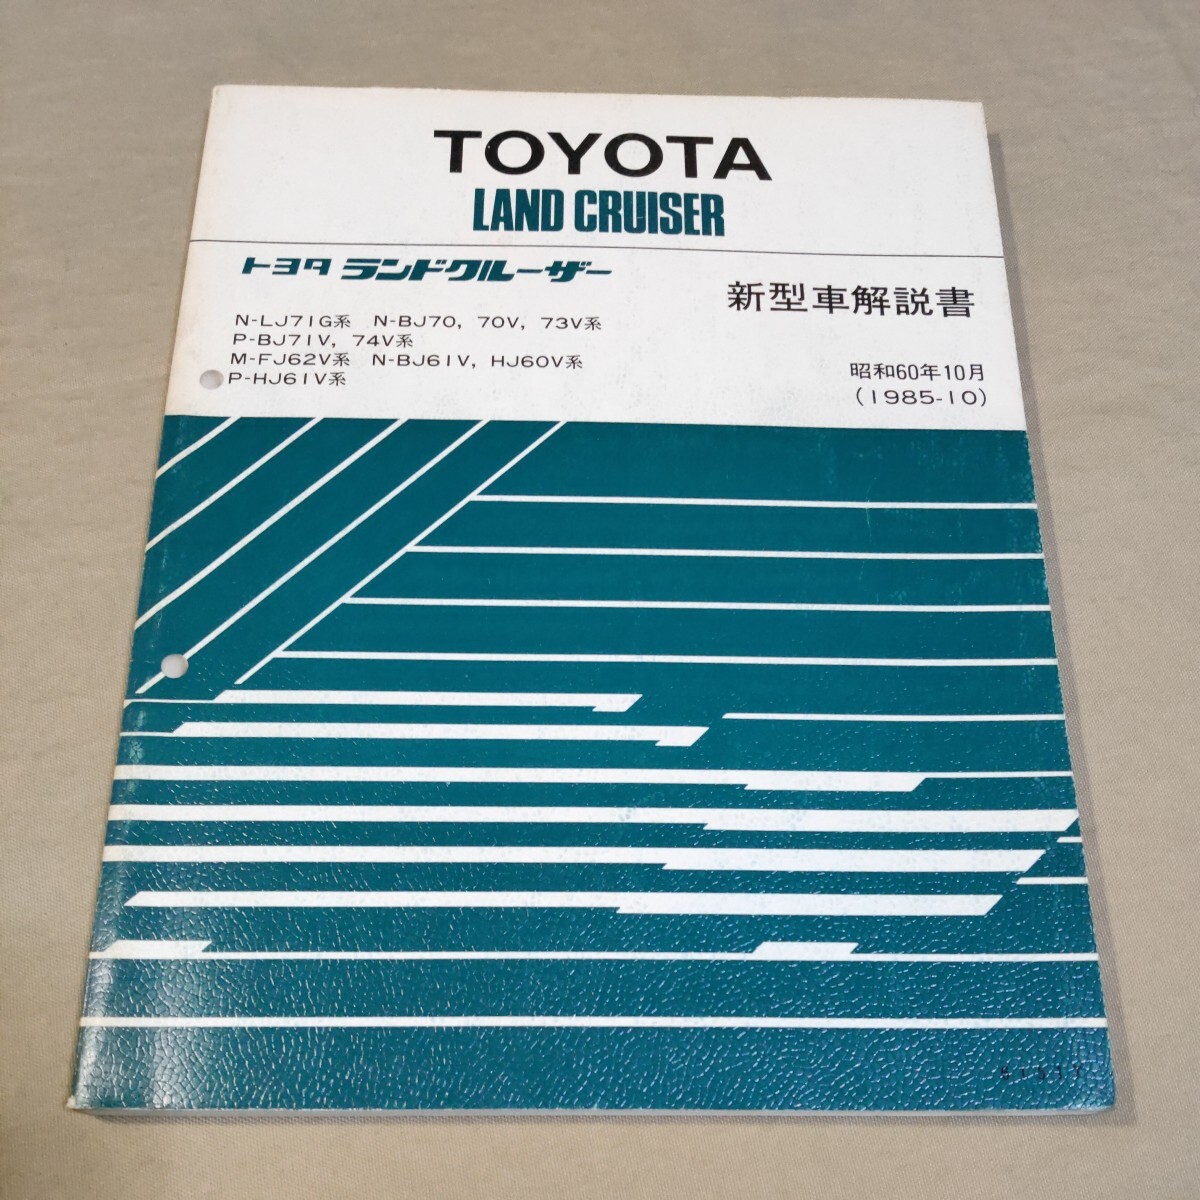 TOYOTA
LAND CRUISER
トヨタ ランドクルーザー
新型車解説書
N-LJ71G系 N-BJ70, 70V, 73V系
P-BJ71V, 74V系
M-FJ62V系 N-BJ61V, HJ60V系
P-HJ61V系
昭和60年10月
(1985-10)